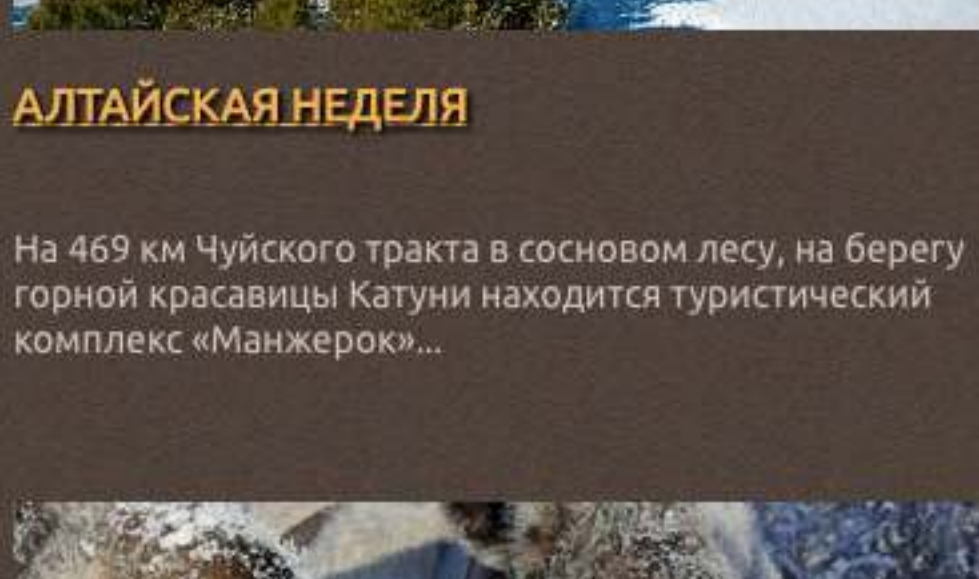 АЛТАЙСКАЯ НЕДЕЛЯ
На 469 км Чуйского тракта в сосновом лесу, на берегу
горной красавицы Катуни находится туристический
комплекс «Манжерок»...